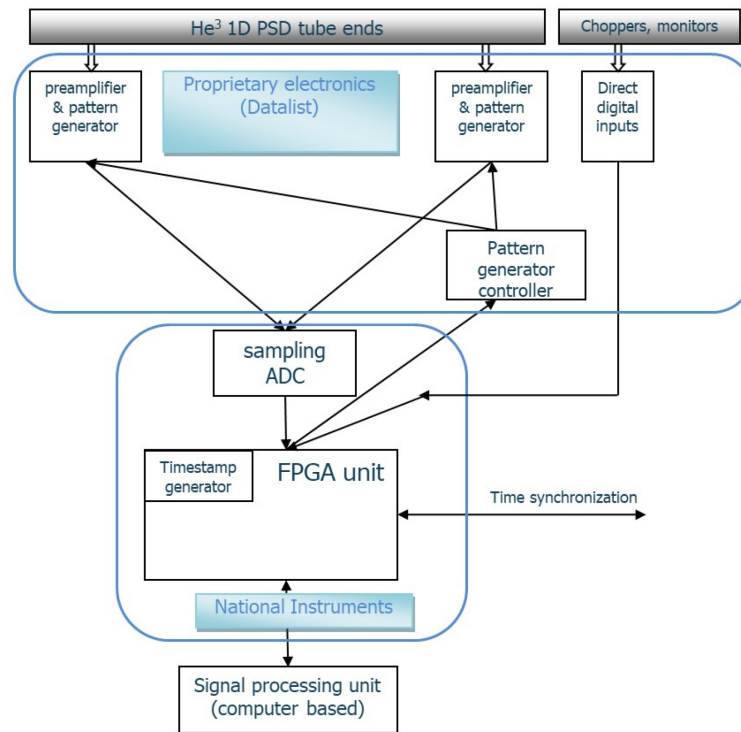 He³ 1D PSD tube ends
Choppers, monitors
preamplifier
& pattern
generator
Proprietary electronics
(Datalist)
preamplifier
& pattern
generator
Direct
digital
inputs
Pattern
generator
controller
sampling
ADC
Timestamp
generator
FPGA unit
Time synchronization
National Instruments
Signal processing unit
(computer based)